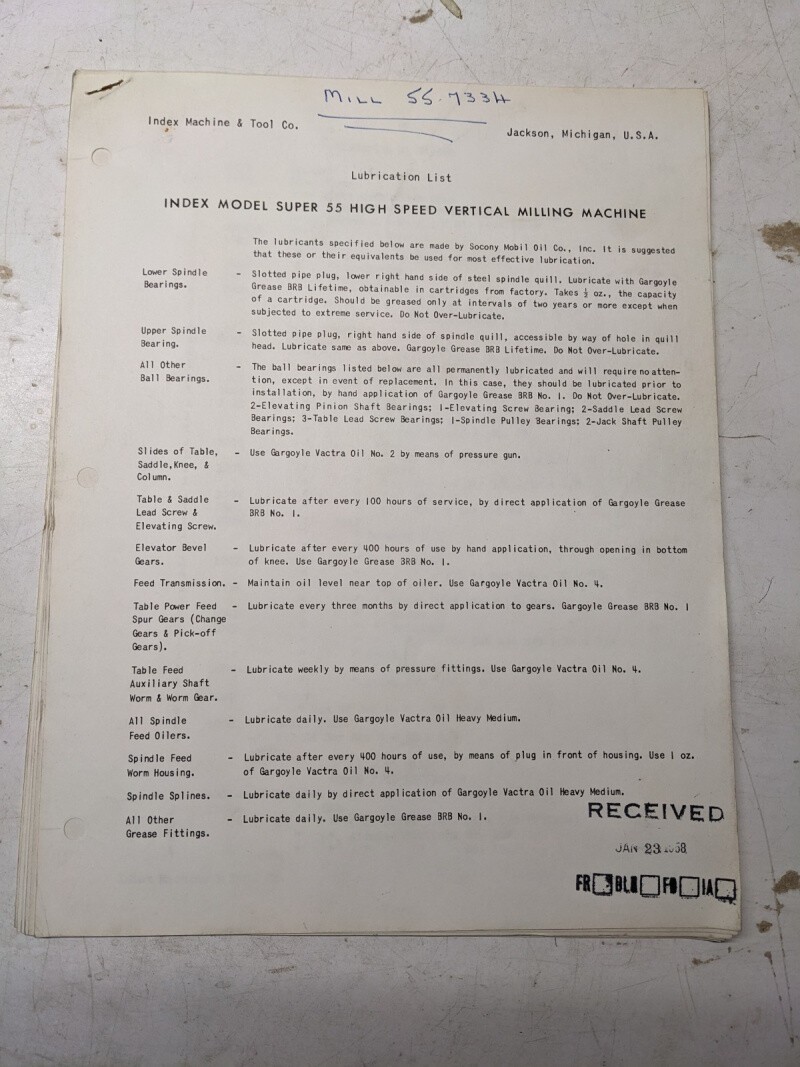 MILL 55-7334
Index Machine & Tool Co.
Jackson, Michigan, U.S.A.
Lubrication List
INDEX MODEL SUPER 55 HIGH SPEED VERTICAL MILLING MACHINE
The lubricants specified below are made by Socony Mobil Oil Co., Inc. It is suggested
that these or their equivalents be used for most effective lubrication.
Lower Spindle - Slotted pipe plug, lower right hand side of steel spindle quill. Lubricate with Gargoyle
Bearings. Grease BRB Lifetime, obtainable in cartridges from factory. Takes ½ oz., the capacity
of a cartridge. Should be greased only at intervals of two years or more except when
subjected to extreme service. Do Not Over-Lubricate.
Upper Spindle - Slotted pipe plug, right hand side of spindle quill, accessible by way of hole in quill
Bearing. head. Lubricate same as above. Gargoyle Grease BRB Lifetime. Do Not Over-Lubricate.
All Other - The ball bearings listed below are all permanently lubricated and will require no atten-
Ball Bearings. tion, except in event of replacement. In this case, they should be lubricated prior to
installation, by hand application of Gargoyle Grease BRB No. 1. Do Not Over-Lubricate.
2-Elevating Pinion Shaft Bearings; 1-Elevating Screw Bearing; 2-Saddle Lead Screw
Bearings; 3-Table Lead Screw Bearings; 1-Spindle Pulley Bearings; 2-Jack Shaft Pulley
Bearings.
Slides of Table, - Use Gargoyle Vactra Oil No. 2 by means of pressure gun.
Saddle, Knee, &
Column.
Table & Saddle - Lubricate after every 100 hours of service, by direct application of Gargoyle Grease
Lead Screw & BRB No. 1.
Elevating Screw.
Elevator Bevel - Lubricate after every 400 hours of use by hand application, through opening in bottom
Gears. of knee. Use Gargoyle Grease BRB No. 1.
Feed Transmission. - Maintain oil level near top of oiler. Use Gargoyle Vactra Oil No. 4.
Table Power Feed - Lubricate every three months by direct application to gears. Gargoyle Grease BRB No. 1
Spur Gears (Change
Gears & Pick-off
Gears).
Table Feed - Lubricate weekly by means of pressure fittings. Use Gargoyle Vactra Oil No. 4.
Auxiliary Shaft
Worm & Worm Gear.
All Spindle - Lubricate daily. Use Gargoyle Vactra Oil Heavy Medium.
Feed Oilers.
Spindle Feed - Lubricate after every 400 hours of use, by means of plug in front of housing. Use 1 oz.
Worm Housing. of Gargoyle Vactra Oil No. 4.
Spindle Splines. - Lubricate daily by direct application of Gargoyle Vactra Oil Heavy Medium.
All Other - Lubricate daily. Use Gargoyle Grease BRB No. 1.
Grease Fittings.
RECEIVED
JAN 23